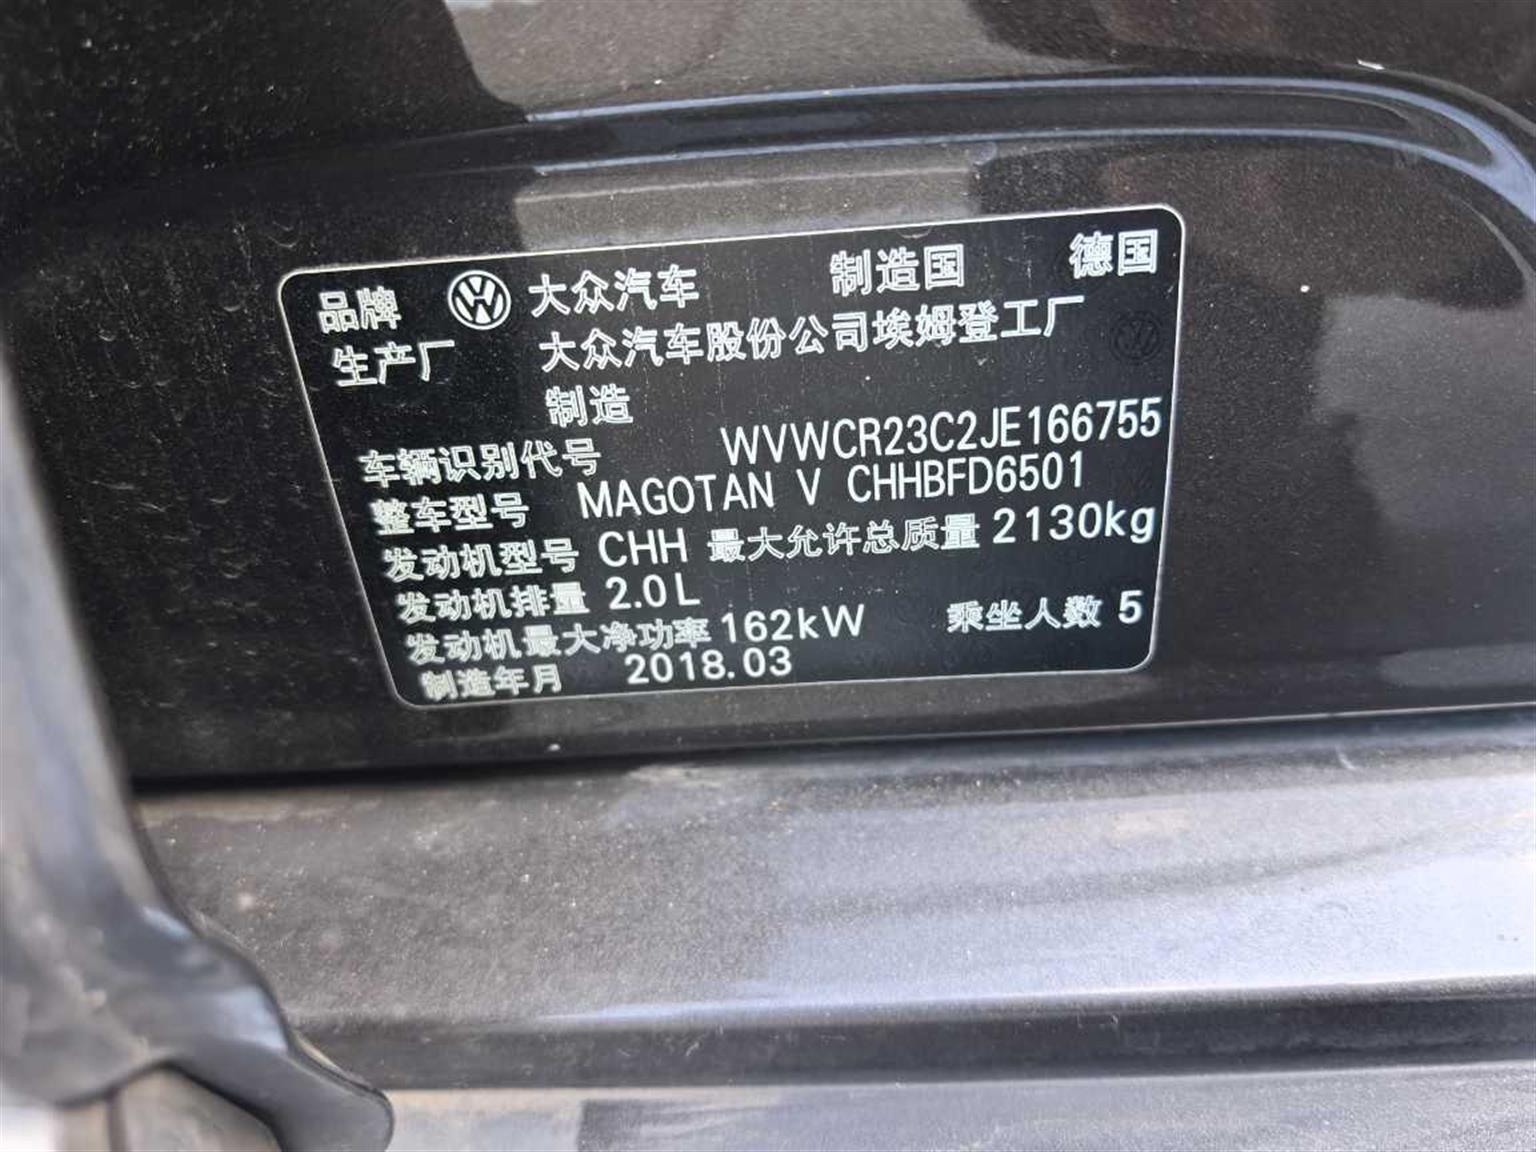 品牌 大众汽车 制造国 德国
生产厂 大众汽车股份公司埃姆登工厂
制造
车辆识别代号 WVWCR23C2JE166755
整车型号 MAGOTAN V CHHBFD6501
发动机型号 CHH 最大允许总质量 2130kg
发动机排量 2.0L
发动机最大净功率 162kW 乘坐人数 5
制造年月 2018.03